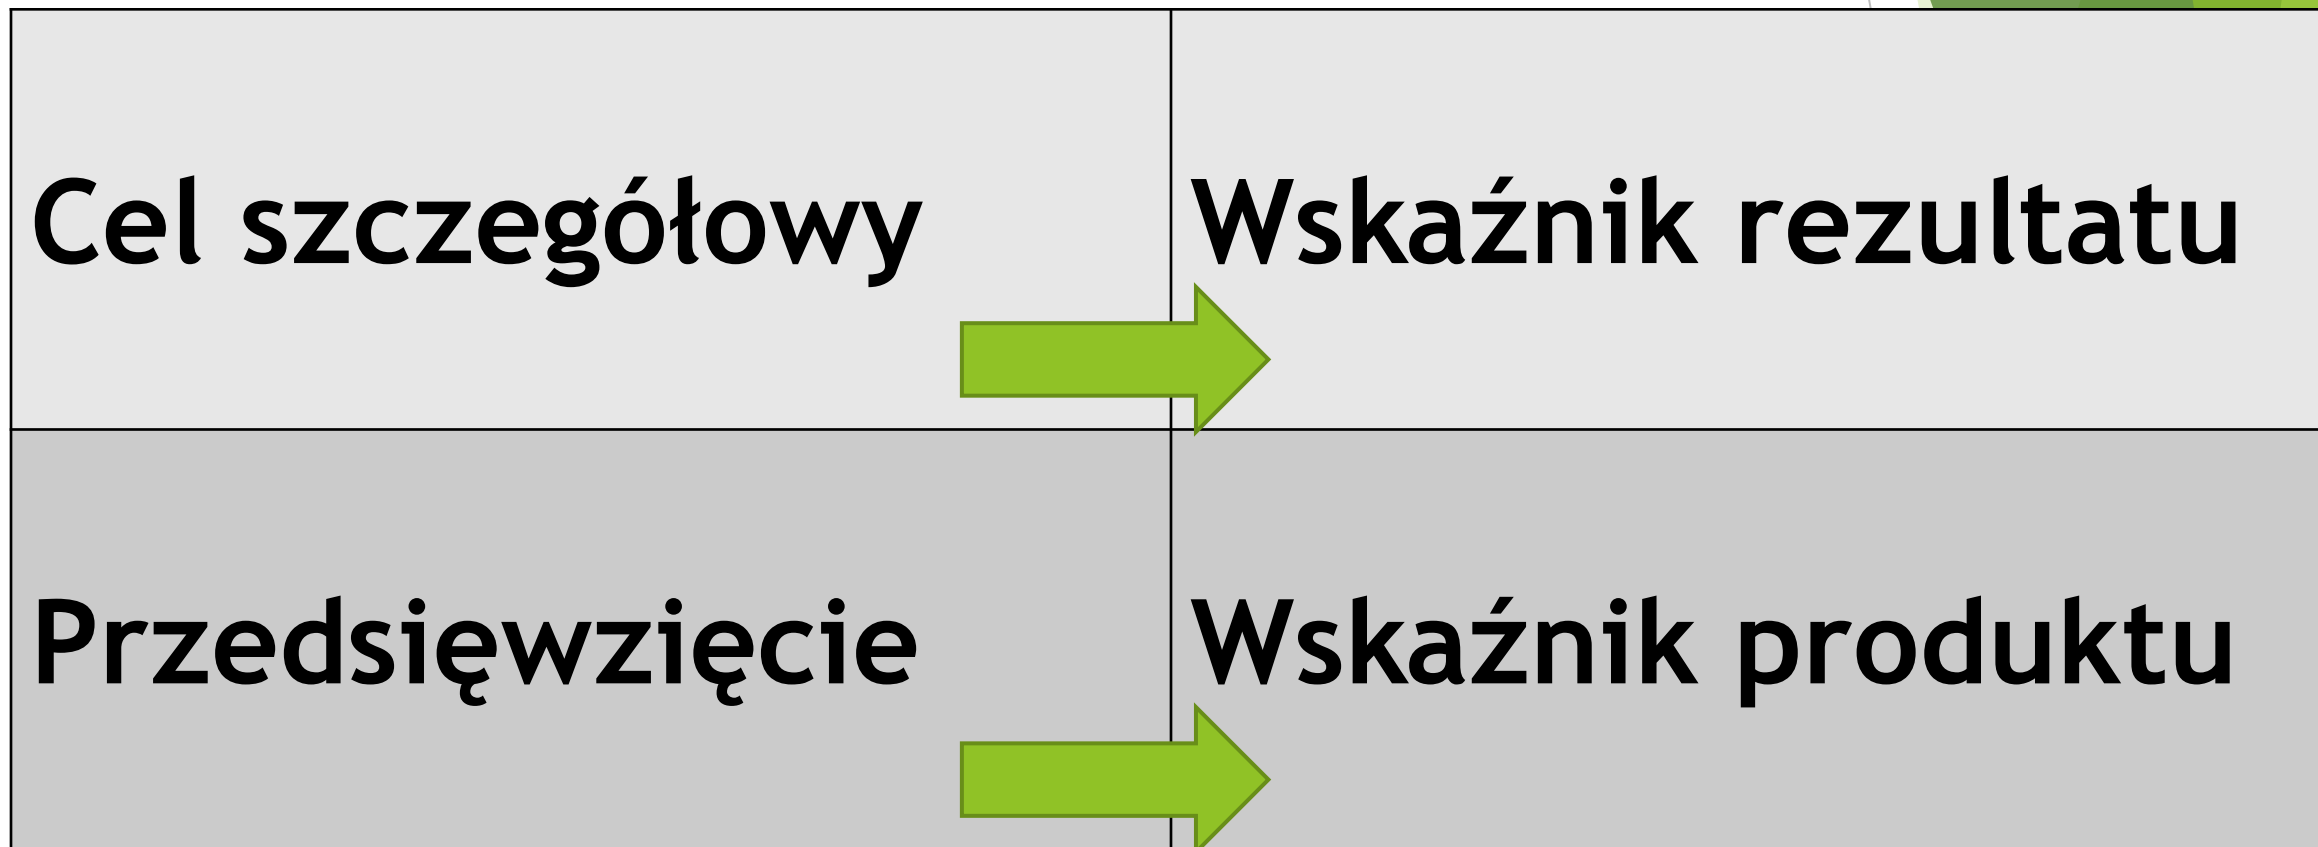 Cel szczegółowy
Wskaźnik rezultatu
Przedsięwzięcie
Wskaźnik produktu